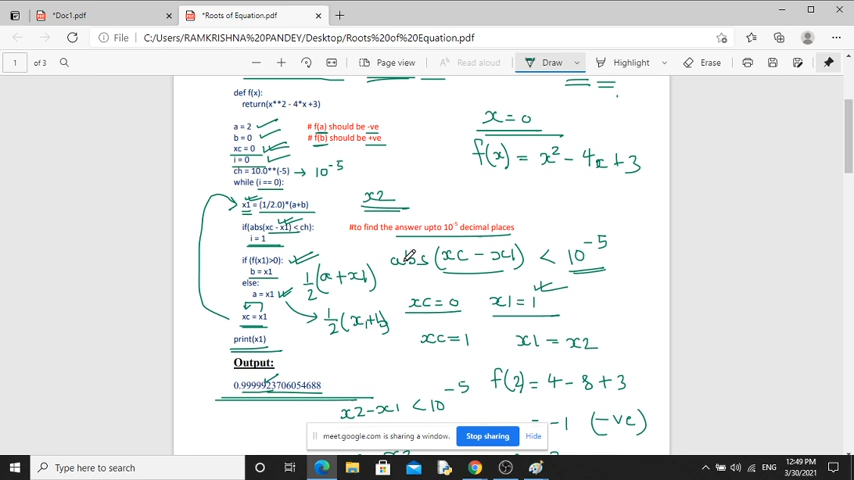 *Doc1.pdf
*Roots of Equation.pdf
File
C:/Users/RAMKRISHNA%20PANDEY/Desktop/Roots%20of%20Equation.pdf
1
of 3
Page view
Read aloud
Draw
Highlight
Erase
def f(x):
return(x**2 - 4*x +3)
a = 2
# f(a) should be -ve
b = 0
# f(b) should be +ve
xc = 0
i = 0
ch = 10.0**(-5) → 10⁻⁵
while (i == 0):
x = 0
f(x) = x² - 4x + 3
x1 = (1/2.0)*(a+b)
x2
if(abs(xc - x1) < ch):
#to find the answer upto 10⁻⁵ decimal places
i = 1
abs(xc - x1) < 10⁻⁵
if (f(x1)>0):
b = x1
½(a + x1)
else:
a = x1
xc = 0
x1 = 1
xc = x1
½(x1+b)
print(x1)
xc = 1
x1 = x2
Output:
0.9999923706054688
f(2) = 4 - 8 + 3
x2 - x1 < 10⁻⁵
= -1 (-ve)
meet.google.com is sharing a window.
Stop sharing
Hide
Type here to search
ENG
12:49 PM
3/30/2021